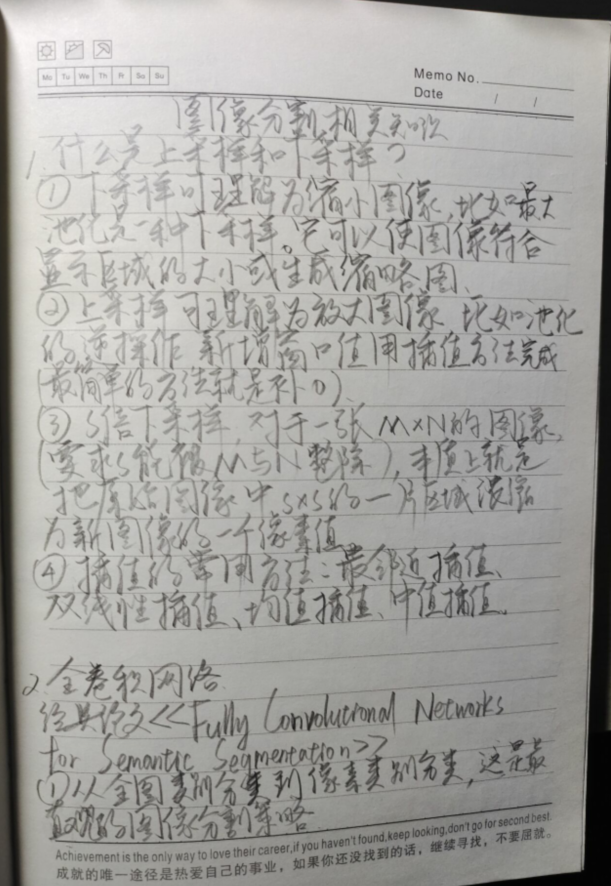 Mo Tu We Th Fr Sa Su
Memo No.
Date / /
图像分割相关知识
1. 什么是上采样和下采样？
① 下采样可理解为缩小图像，比如最大
池化是一种下采样。它可以使图像符合
显示区域的大小或生成缩略图、
② 上采样可理解为放大图像 比如池化
的逆操作 新增窗口值用插值方法完成
(最简单的方法就是补0).
③ S倍下采样 对于一张M×N的图像，
(要求S能被M与N整除)，本质上就是
把原始图像中S×S的一片区域浓缩
为新图像的一个像素值
④ 插值的常用方法：最邻近插值、
双线性插值、均值插值、中值插值、
2. 全卷积网络
经典论文<<Fully Convolutional Networks
for Semantic Segmentation>>
① 从全图类别分类到像素类别分类，这是最
直观的图像分割策略
Achievement is the only way to love their career,if you haven't found,keep looking,don't go for second best.
成就的唯一途径是热爱自己的事业，如果你还没找到的话，继续寻找，不要屈就。